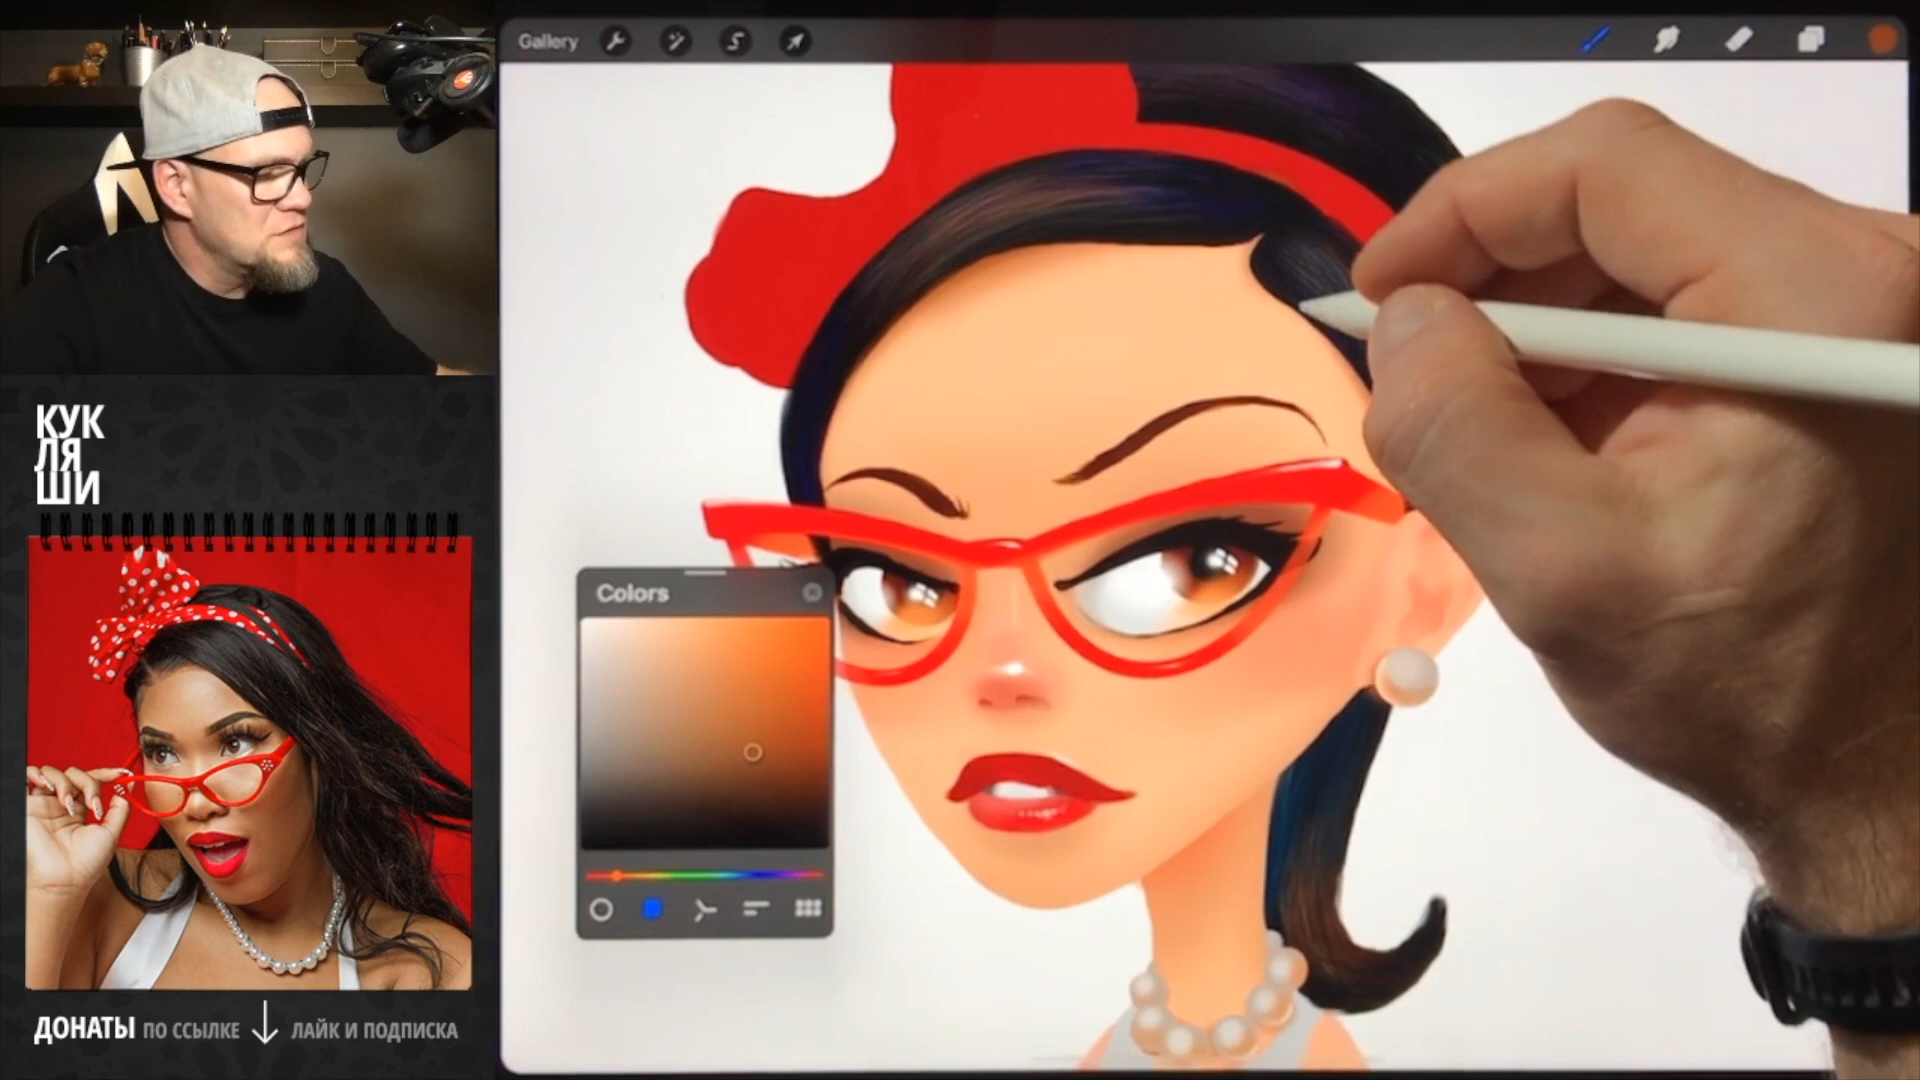 Gallery
КУК
ЛЯ
ШИ
Colors
ДОНАТЫ ПО ССЫЛКЕ ↓ ЛАЙК И ПОДПИСКА